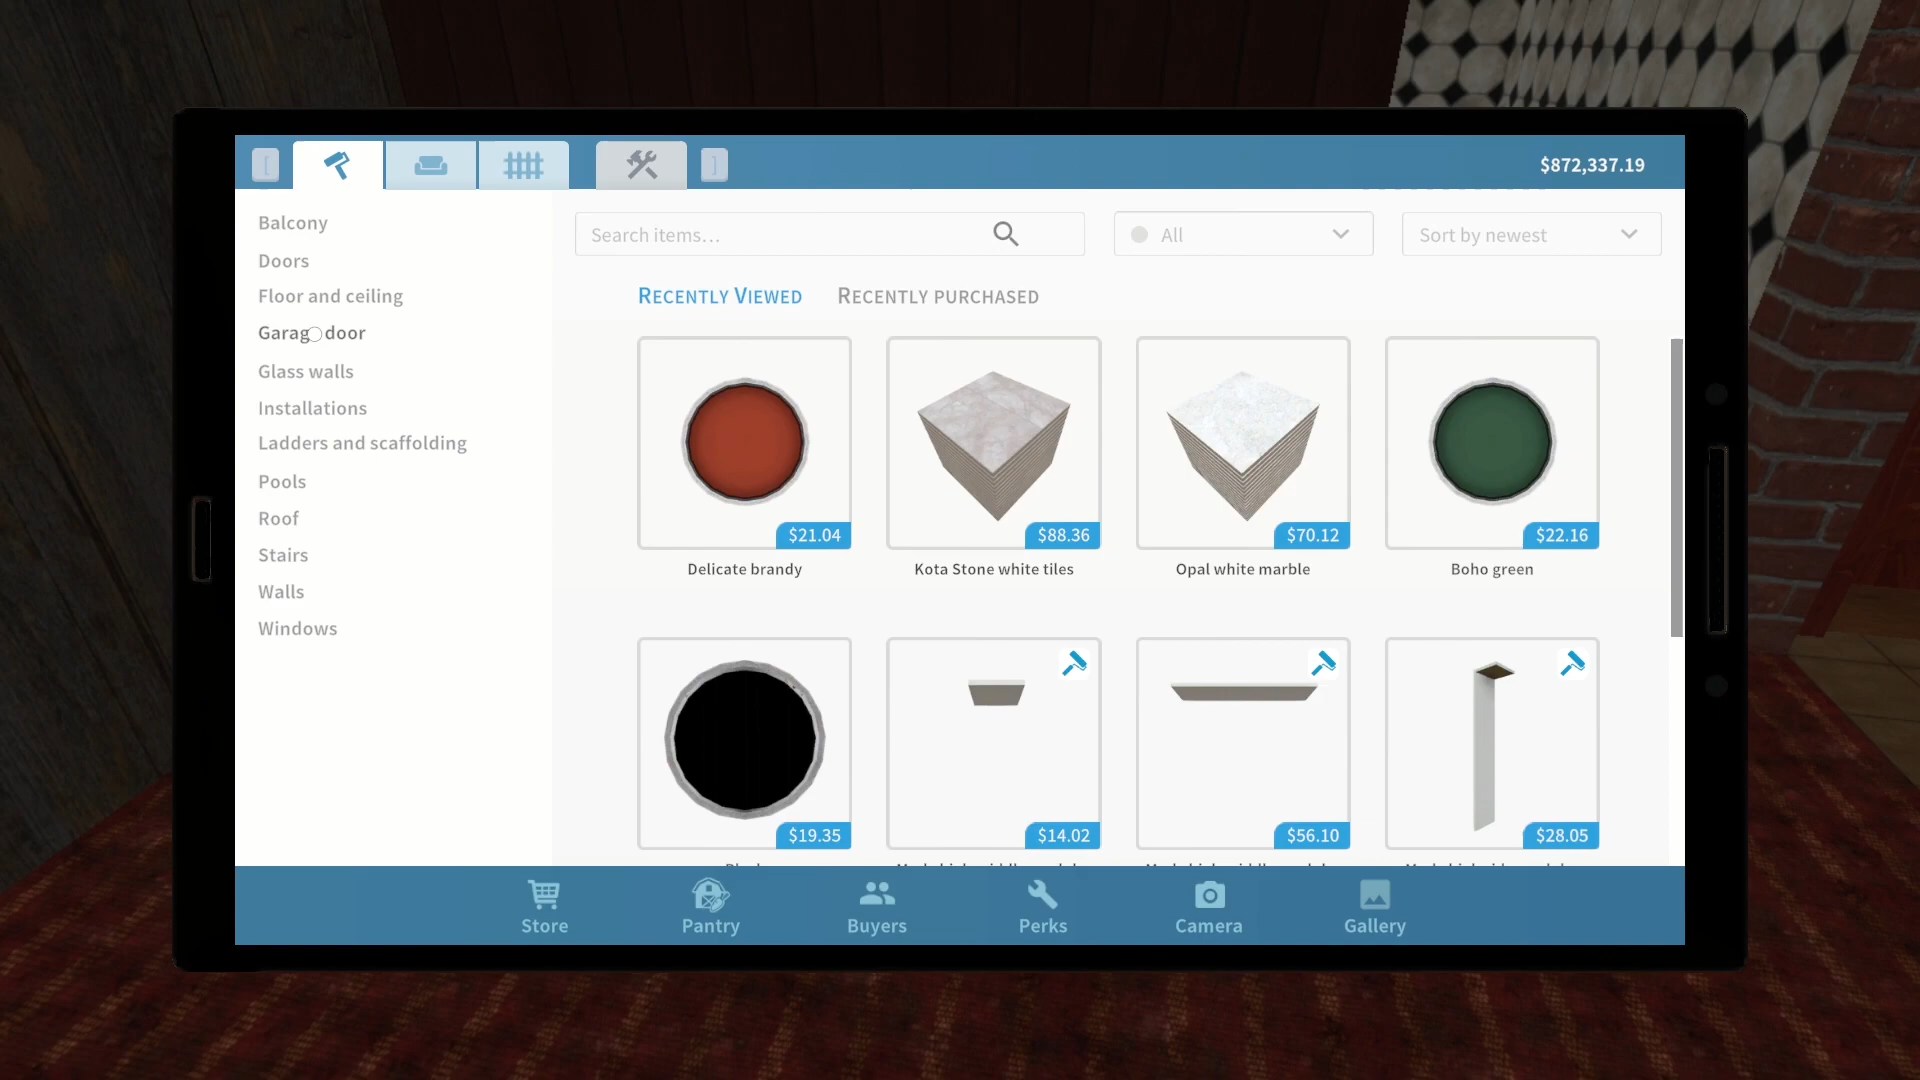 [
]
$872,337.19
Balcony
Doors
Floor and ceiling
Garage door
Glass walls
Installations
Ladders and scaffolding
Pools
Roof
Stairs
Walls
Windows
Search items...
All
Sort by newest
RECENTLY VIEWED
RECENTLY PURCHASED
$21.04
$88.36
$70.12
$22.16
Delicate brandy
Kota Stone white tiles
Opal white marble
Boho green
$19.35
$14.02
$56.10
$28.05
Store
Pantry
Buyers
Perks
Camera
Gallery